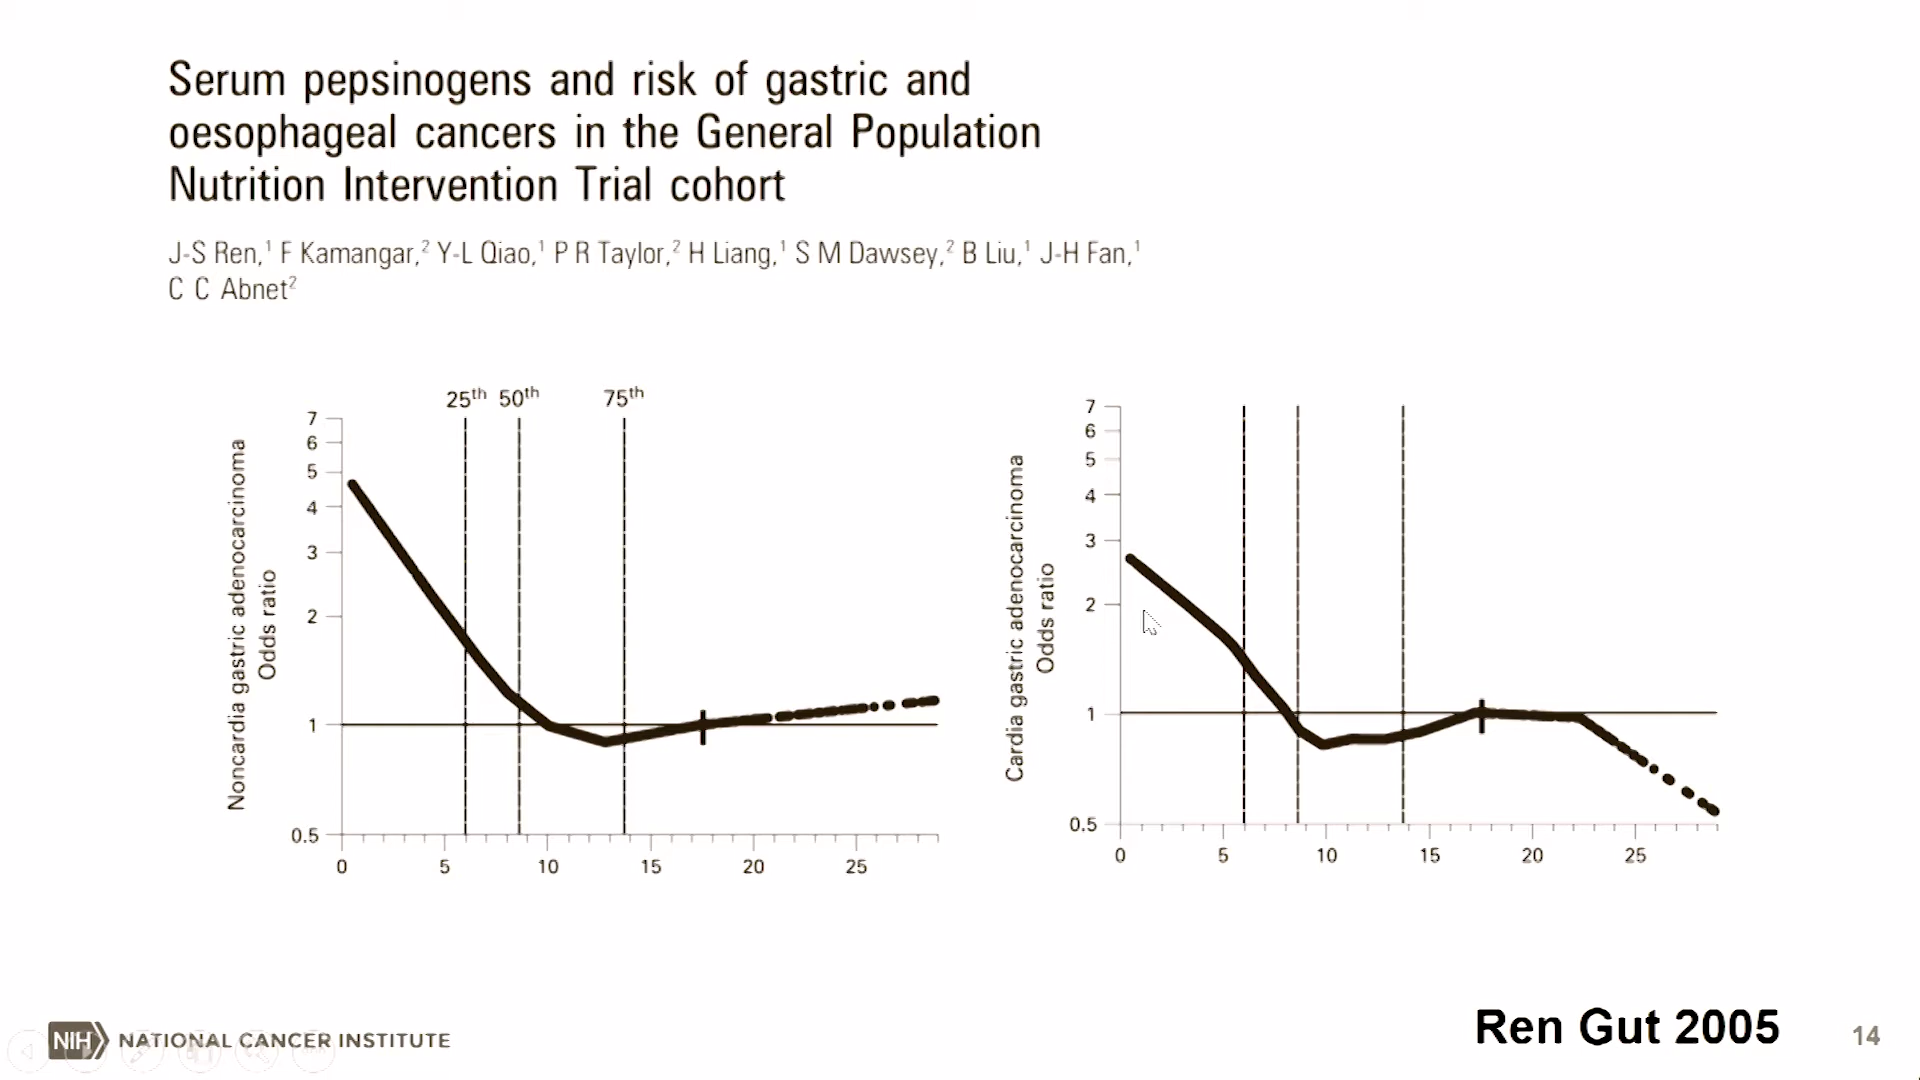 Serum pepsinogens and risk of gastric and
oesophageal cancers in the General Population
Nutrition Intervention Trial cohort
J-S Ren,¹ F Kamangar,² Y-L Qiao,¹ P R Taylor,² H Liang,¹ S M Dawsey,² B Liu,¹ J-H Fan,¹
C C Abnet²
25th 50th 75th
Noncardia gastric adenocarcinoma
Odds ratio
7
6
5
4
3
2
1
0.5
0 5 10 15 20 25
Cardia gastric adenocarcinoma
Odds ratio
7
6
5
4
3
2
1
0.5
0 5 10 15 20 25
NIH NATIONAL CANCER INSTITUTE
Ren Gut 2005
14